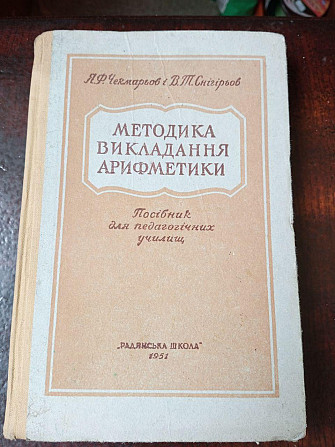 Я.Ф.Чекмарьов і В.Т.Снігірьов
МЕТОДИКА
ВИКЛАДАННЯ
АРИФМЕТИКИ
Посібник
для педагогічних
училищ
„РАДЯНСЬКА ШКОЛА"
1951